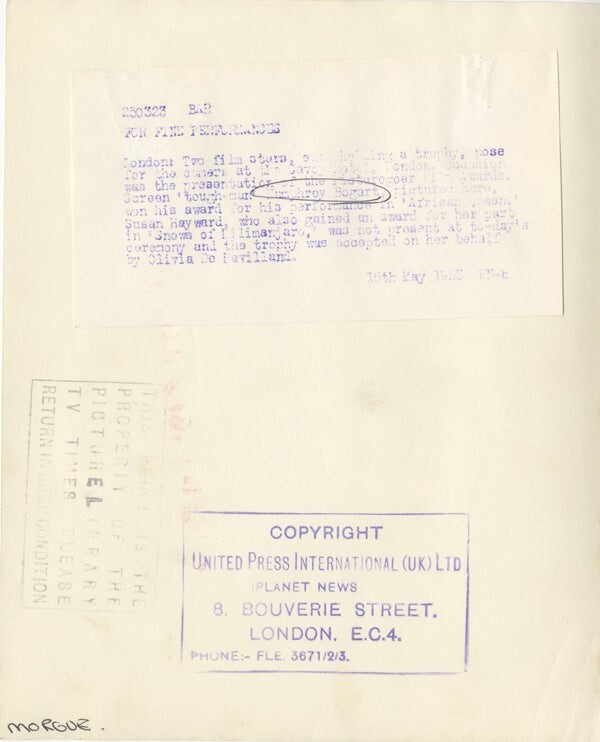 250323 BAR
FOR FINE PERFORMANCES
London: Two film stars, each holding a trophy, pose
for the camera at the Savoy Hotel, London. Occasion
was the presentation of the Picturegoer Film Awards.
Screen 'tough-man' Humphrey Bogart, pictured here,
won his award for his performance in 'African Queen.'
Susan Hayward, who also gained an award for her part
in 'Snows of Kilimanjaro,' was not present at to-day's
ceremony and the trophy was accepted on her behalf
by Olivia De Havilland.
15th May 1953 PN-b
THIS PRINT IS THE
PROPERTY OF THE
PICTURE LIBRARY
TV TIMES PLEASE
RETURN IN GOOD CONDITION
COPYRIGHT
UNITED PRESS INTERNATIONAL (UK) LTD
(PLANET NEWS
8. BOUVERIE STREET.
LONDON. E.C.4.
PHONE:- FLE. 3671/2/3.
MORGUE.